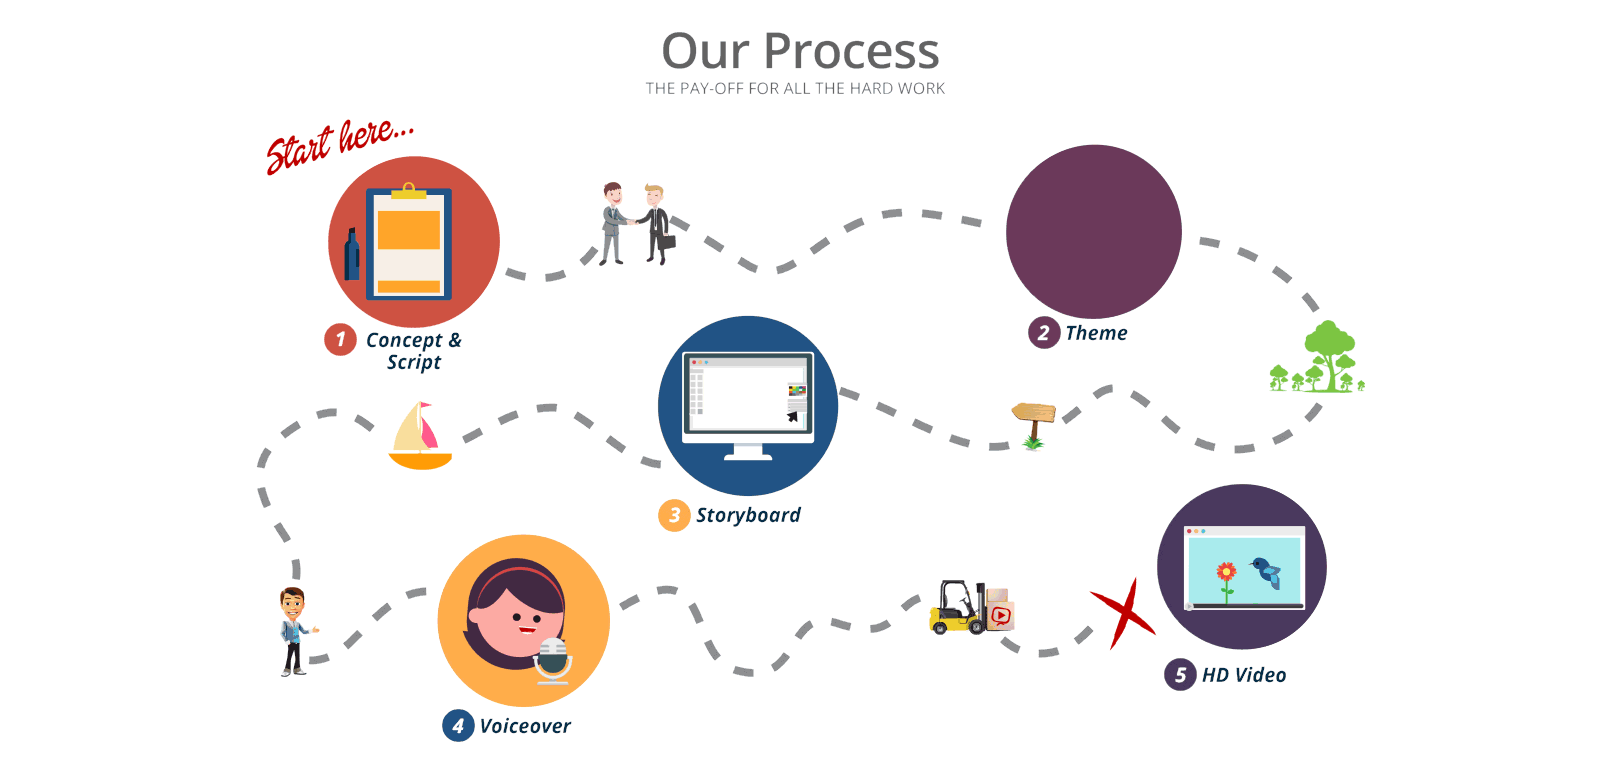 Our Process
THE PAY-OFF FOR ALL THE HARD WORK
Start here...
1 Concept &
Script
2 Theme
3 Storyboard
4 Voiceover
5 HD Video